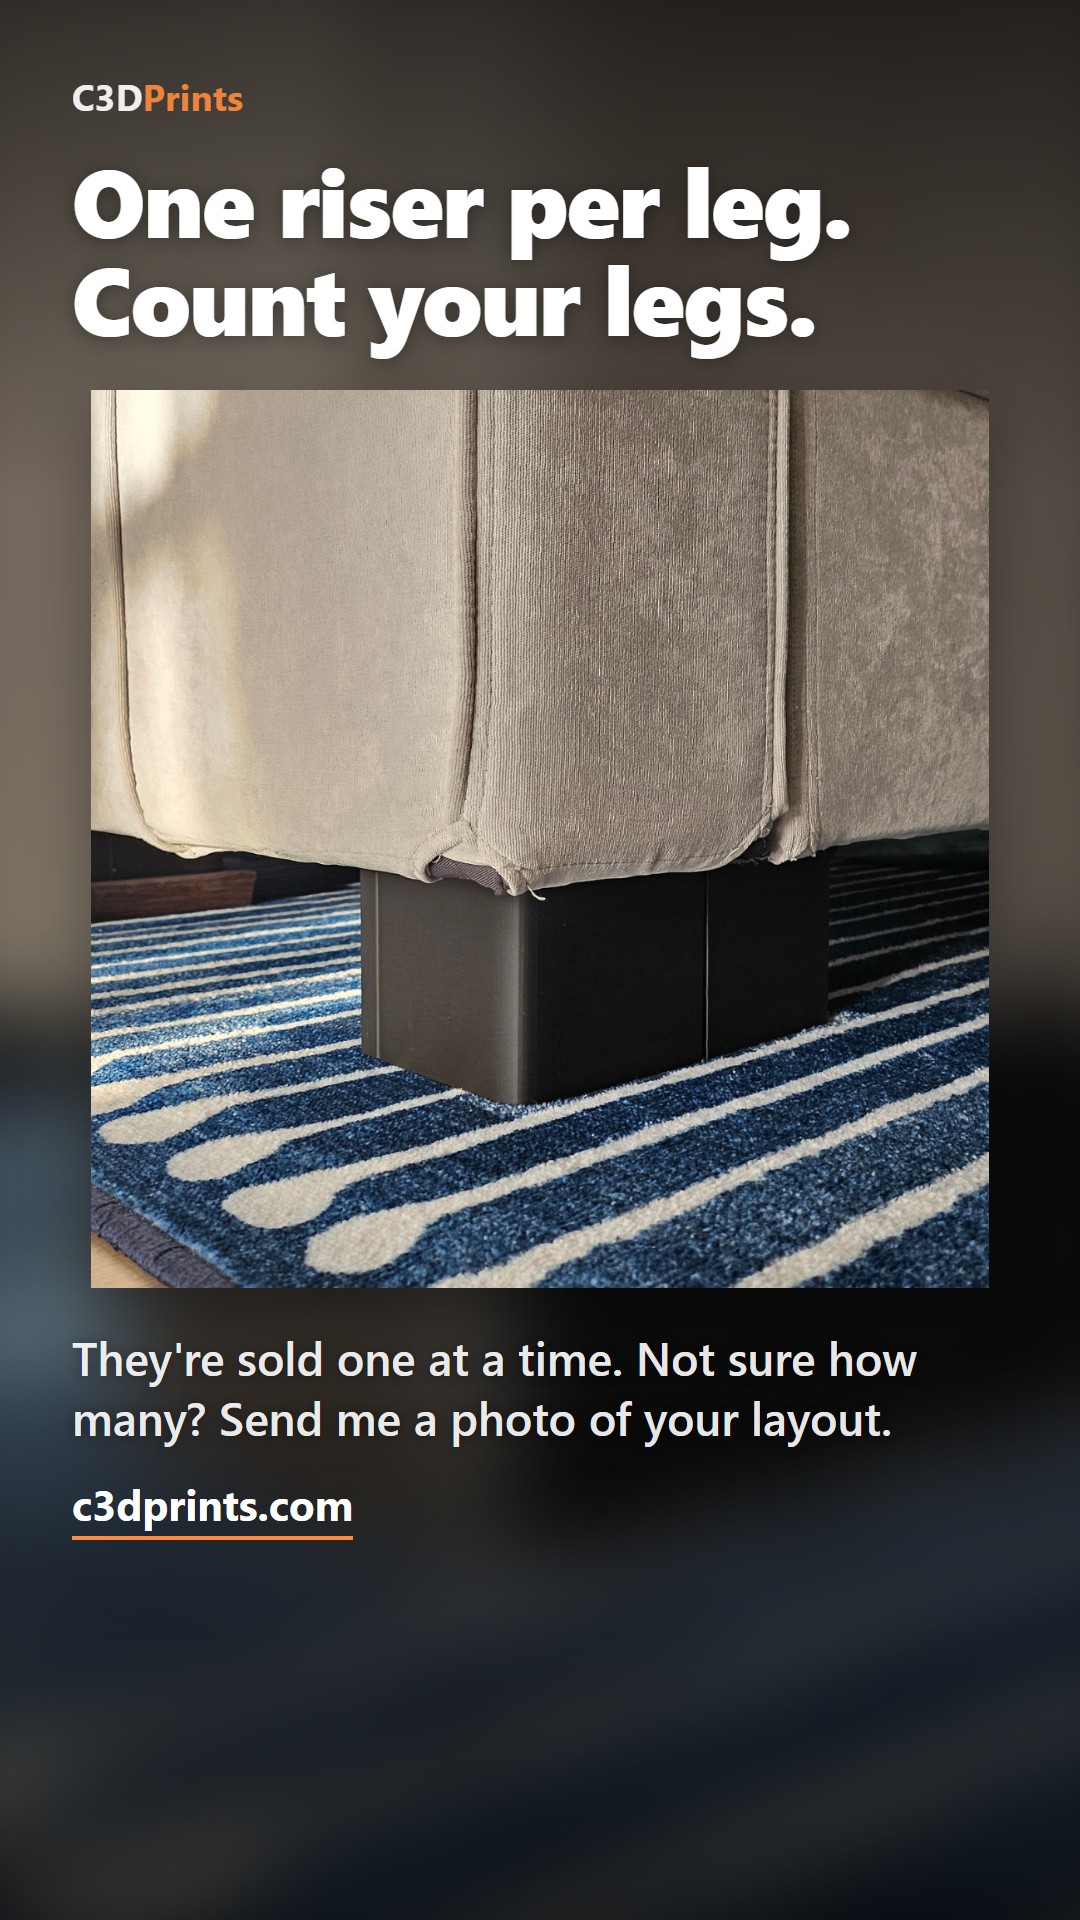 C3DPrints
One riser per leg.
Count your legs.
They're sold one at a time. Not sure how
many? Send me a photo of your layout.
c3dprints.com